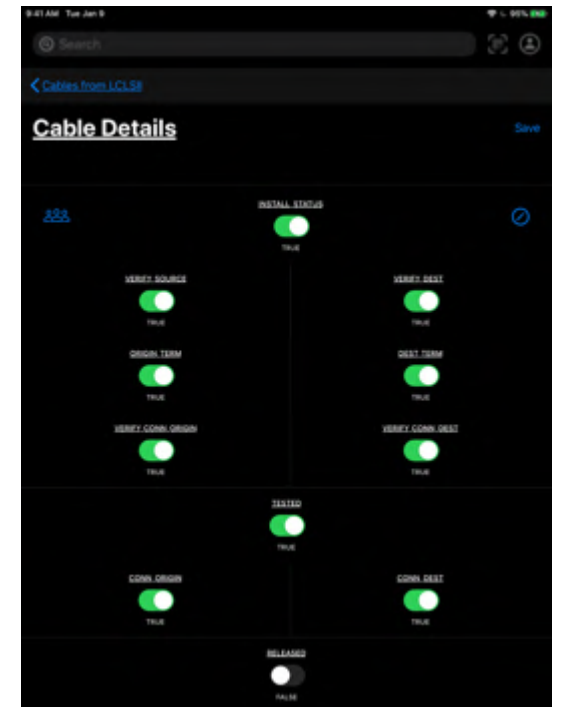 9:41 AM Tue Jan 9
95%
Search
Cables from LCLSII
Cable Details
Save
INSTALL STATUS
TRUE
VERIFY SOURCE
VERIFY DEST
TRUE
TRUE
ORIGIN TERM
DEST TERM
TRUE
TRUE
VERIFY CONN ORIGIN
VERIFY CONN DEST
TRUE
TRUE
TESTED
TRUE
CONN ORIGIN
CONN DEST
TRUE
TRUE
RELEASED
FALSE